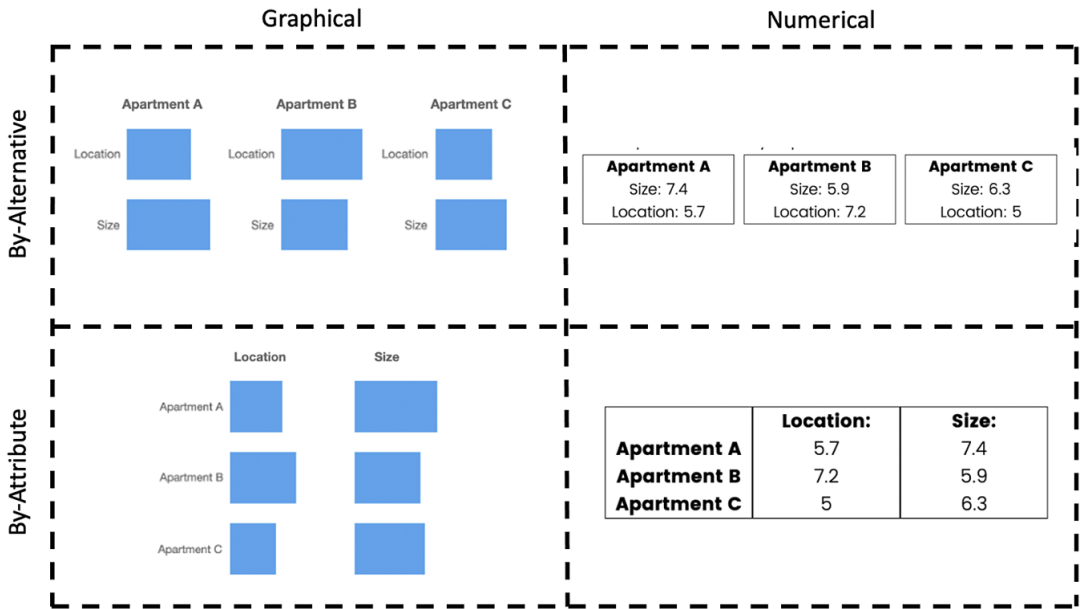 Graphical
Numerical
By-Alternative
Apartment A
Apartment B
Apartment C
Location
Location
Location
Size
Size
Size
Apartment A
Size: 7.4
Location: 5.7
Apartment B
Size: 5.9
Location: 7.2
Apartment C
Size: 6.3
Location: 5
By-Attribute
Location Size
Apartment A
Apartment B
Apartment C
Location: Size:
Apartment A 5.7 7.4
Apartment B 7.2 5.9
Apartment C 5 6.3